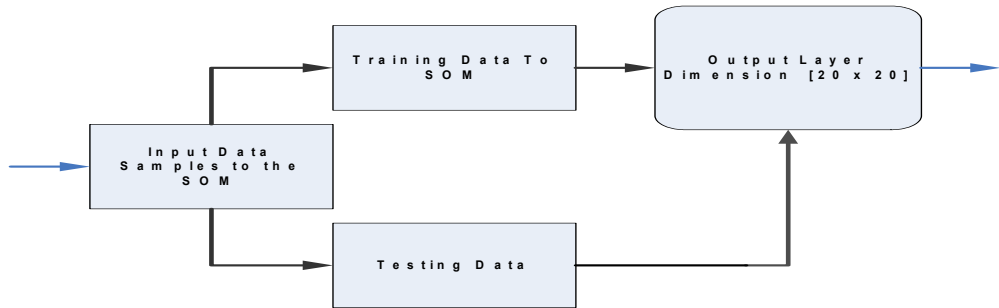 Training Data To
SOM
Output Layer
Dimension [20 x 20]
Input Data
Samples to the
SOM
Testing Data